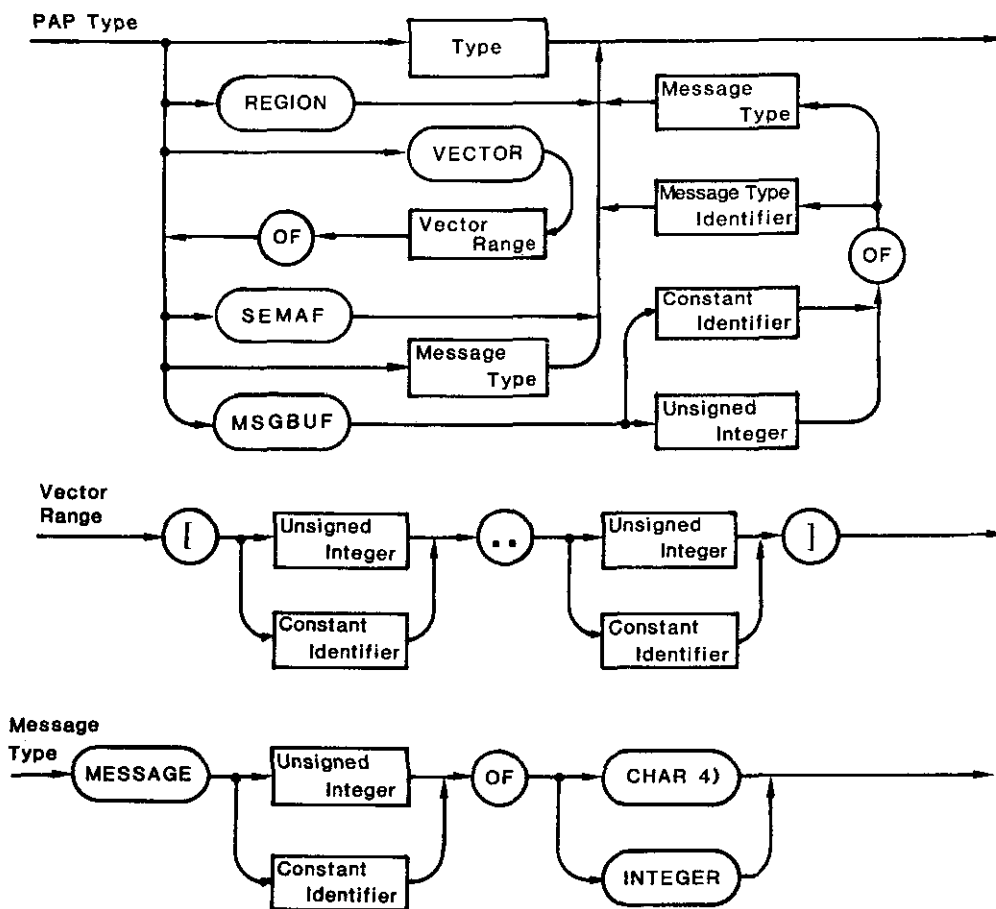 PAP Type
Type
REGION
Message
Type
VECTOR
Message Type
Identifier
Vector
Range
OF
OF
SEMAF
Constant
Identifier
Message
Type
MSGBUF
Unsigned
Integer
Vector
Range
[
Unsigned
Integer
..
Unsigned
Integer
]
Constant
Identifier
Constant
Identifier
Message
Type
MESSAGE
Unsigned
Integer
OF
CHAR 4)
Constant
Identifier
INTEGER